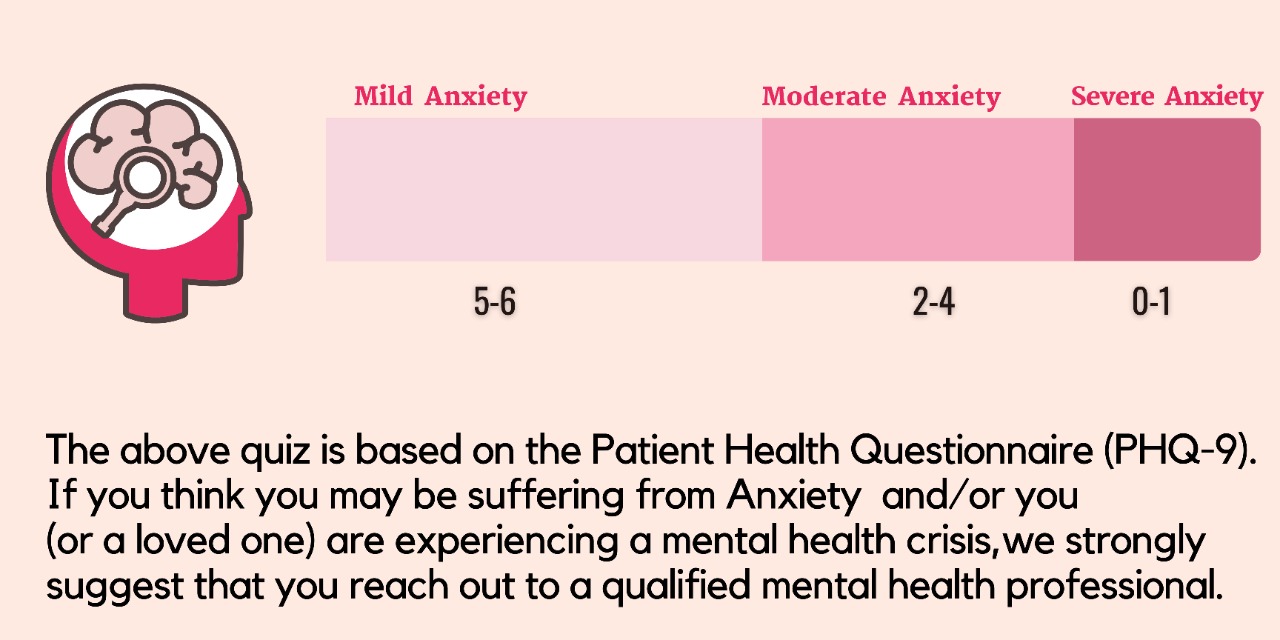 Mild Anxiety
Moderate Anxiety
Severe Anxiety
5-6
2-4
0-1
The above quiz is based on the Patient Health Questionnaire (PHQ-9).
If you think you may be suffering from Anxiety and/or you
(or a loved one) are experiencing a mental health crisis,we strongly
suggest that you reach out to a qualified mental health professional.